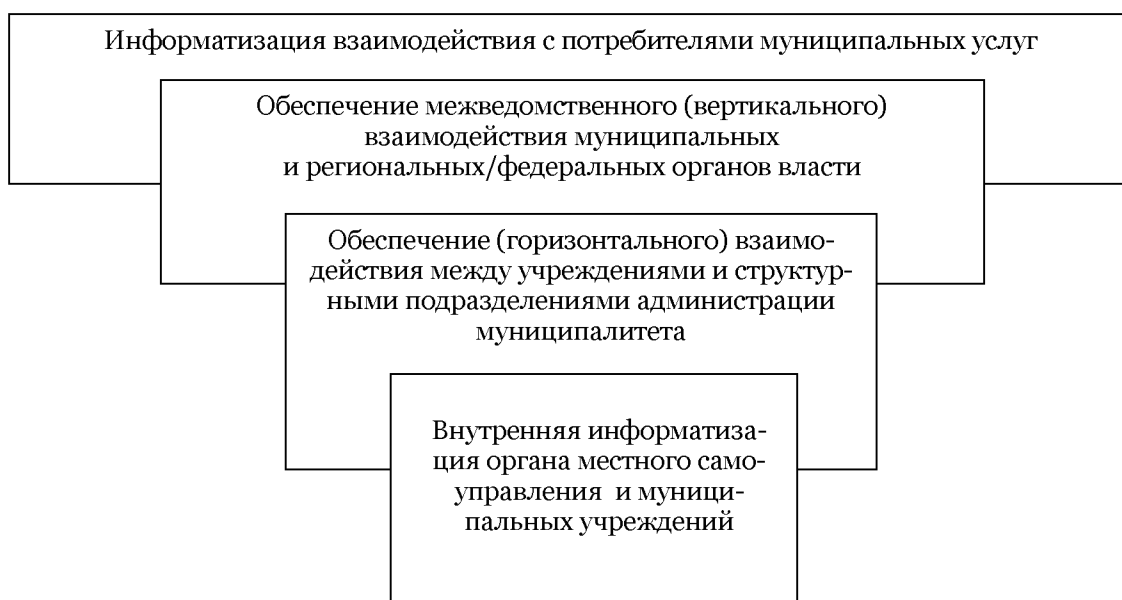 Информатизация взаимодействия с потребителями муниципальных услуг
Обеспечение межведомственного (вертикального)
взаимодействия муниципальных
и региональных/федеральных органов власти
Обеспечение (горизонтального) взаимо-
действия между учреждениями и структур-
ными подразделениями администрации
муниципалитета
Внутренняя информатиза-
ция органа местного само-
управления и муници-
пальных учреждений